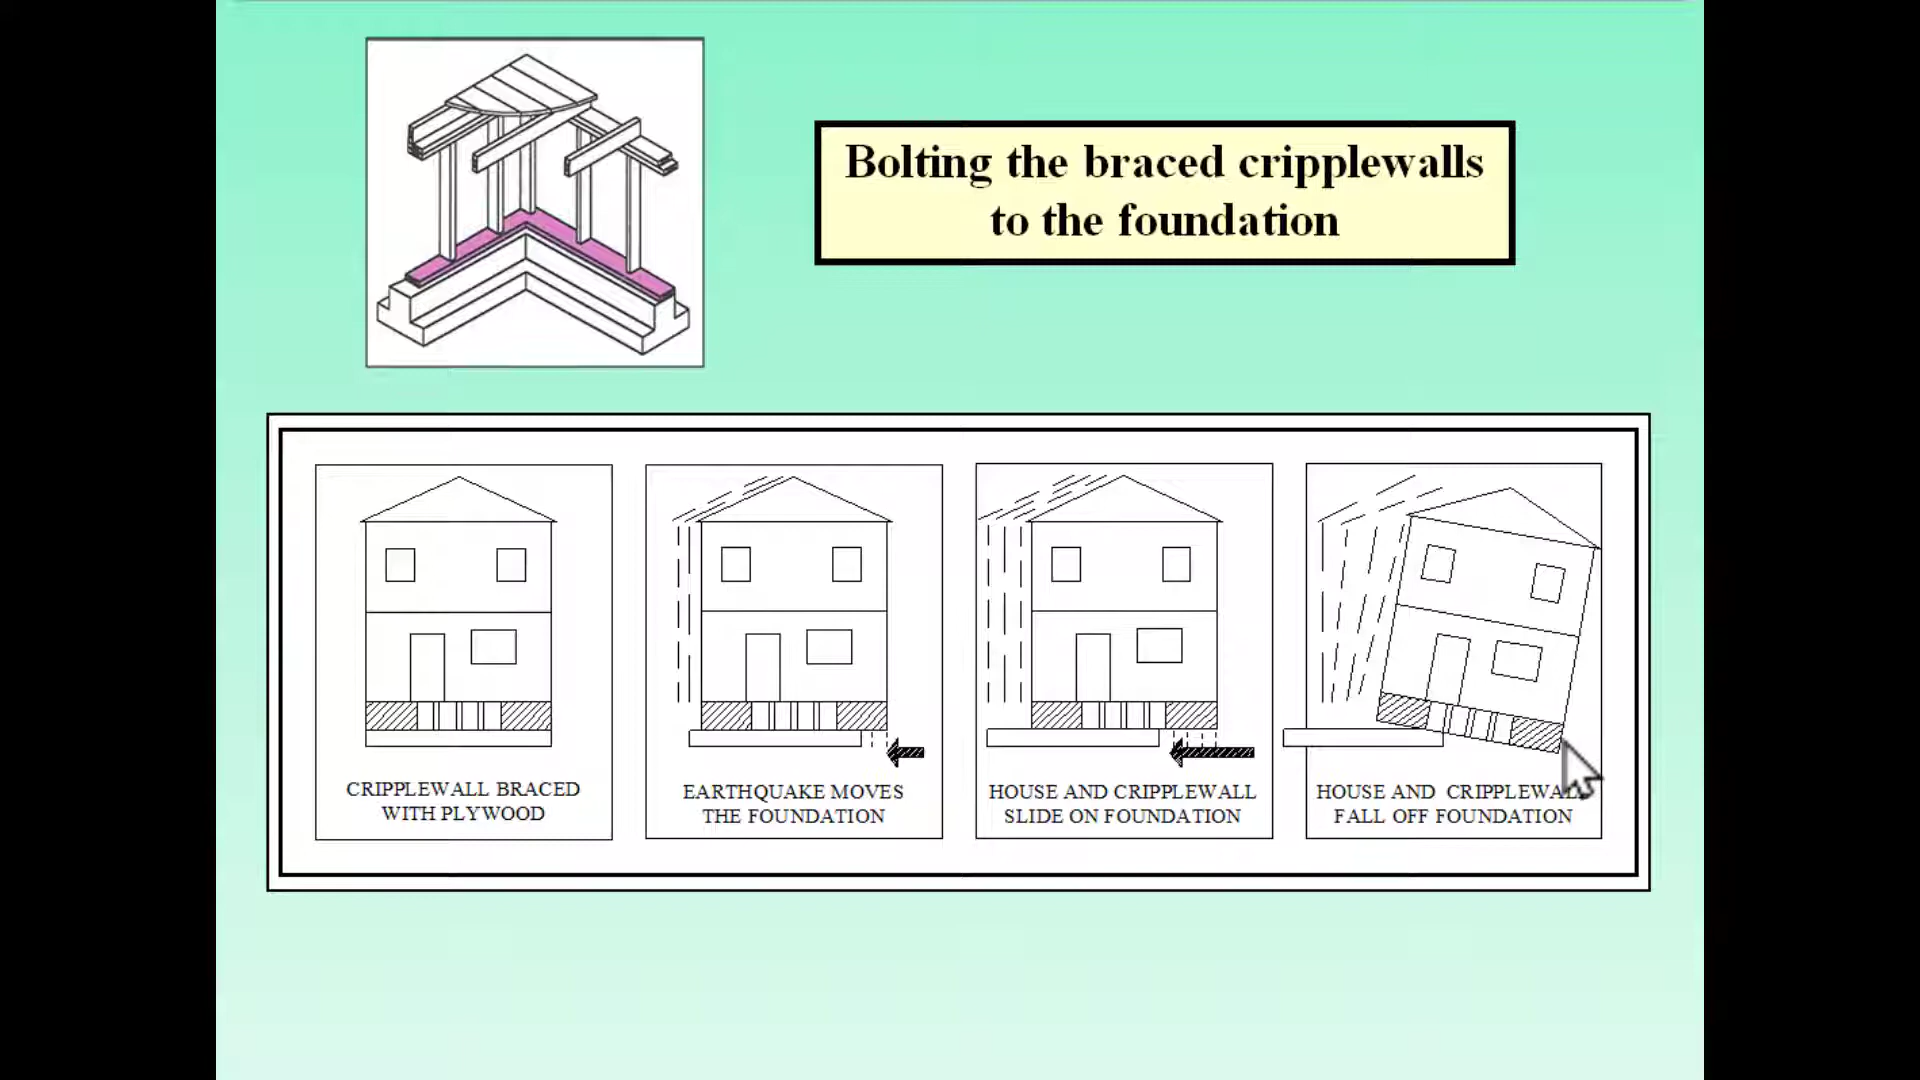 Bolting the braced cripplewalls
to the foundation
CRIPPLEWALL BRACED
WITH PLYWOOD
EARTHQUAKE MOVES
THE FOUNDATION
HOUSE AND CRIPPLEWALL
SLIDE ON FOUNDATION
HOUSE AND CRIPPLEWALL
FALL OFF FOUNDATION